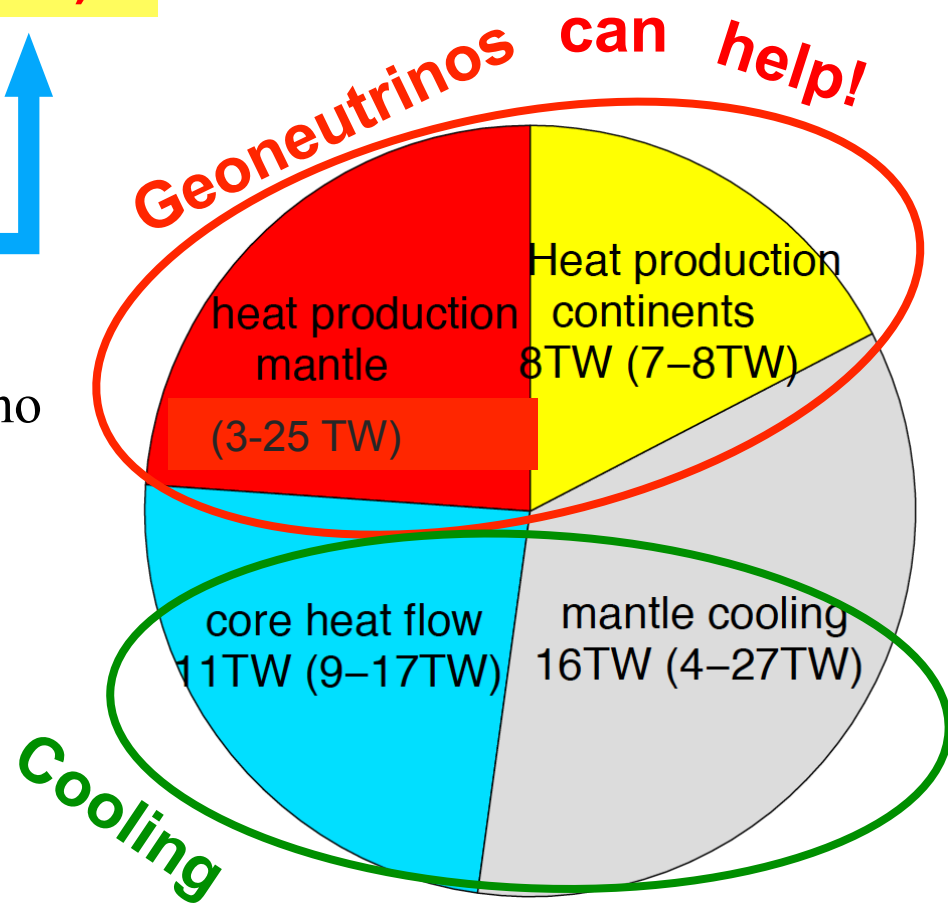 Geoneutrinos can help!
Heat production
continents
8TW (7–8TW)
heat production
mantle
(3-25 TW)
core heat flow
11TW (9–17TW)
mantle cooling
16TW (4–27TW)
Cooling